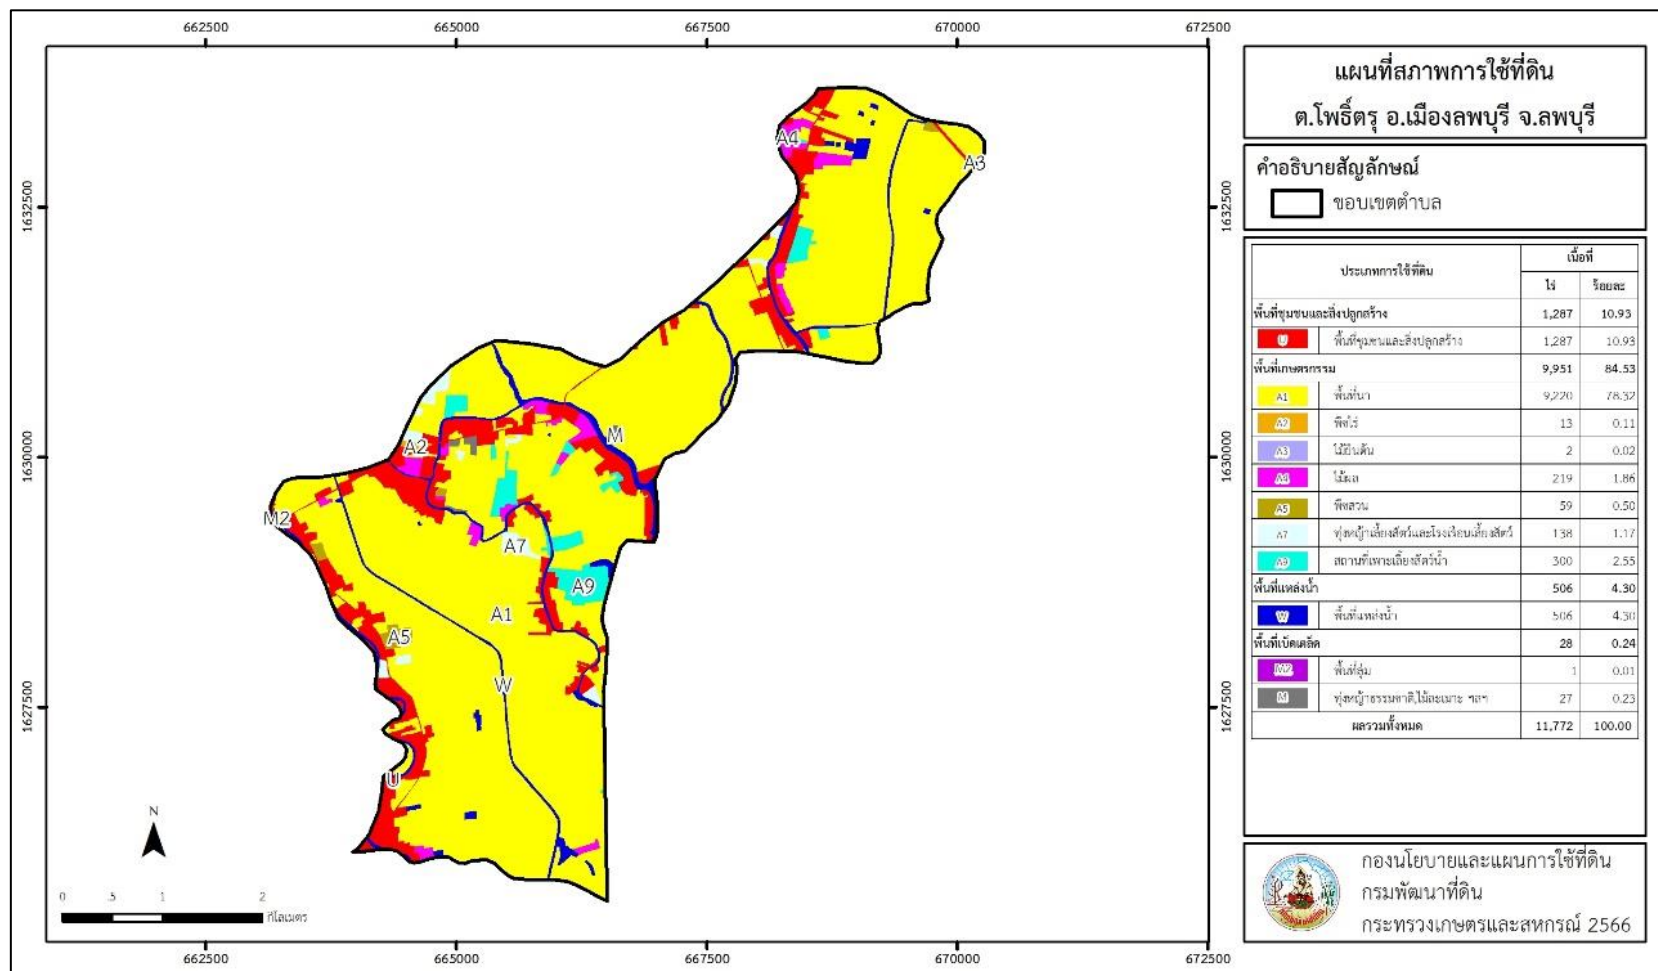 662500 665000 667500 670000 672500
แผนที่สภาพการใช้ที่ดิน
ต.โพธิ์ตรุ อ.เมืองลพบุรี จ.ลพบุรี
คำอธิบายสัญลักษณ์
ขอบเขตตำบล
ประเภทการใช้ที่ดิน เนื้อที่
ไร่ ร้อยละ
พื้นที่ชุมชนและสิ่งปลูกสร้าง 1,287 10.93
U พื้นที่ชุมชนและสิ่งปลูกสร้าง 1,287 10.93
พื้นที่เกษตรกรรม 9,951 84.53
A1 พื้นที่นา 9,220 78.32
A2 พืชไร่ 13 0.11
A3 ไม้ยืนต้น 2 0.02
A4 ไม้ผล 219 1.86
A5 พืชสวน 59 0.50
A7 ทุ่งหญ้าเลี้ยงสัตว์และโรงเรือนเลี้ยงสัตว์ 138 1.17
A9 สถานที่เพาะเลี้ยงสัตว์น้ำ 300 2.55
พื้นที่แหล่งน้ำ 506 4.30
W พื้นที่แหล่งน้ำ 506 4.30
พื้นที่เบ็ดเตล็ด 28 0.24
M2 พื้นที่ลุ่ม 1 0.01
M ทุ่งหญ้าธรรมชาติ,ไม้ละเมาะ ฯลฯ 27 0.23
ผลรวมทั้งหมด 11,772 100.00
กองนโยบายและแผนการใช้ที่ดิน
กรมพัฒนาที่ดิน
กระทรวงเกษตรและสหกรณ์ 2566
A4
A3
1632500 1632500
M
A2
1630000 1630000
M2
A7
A9
A1
A5
W
1627500 1627500
U
N
0 .5 1 2
กิโลเมตร
662500 665000 667500 670000 672500